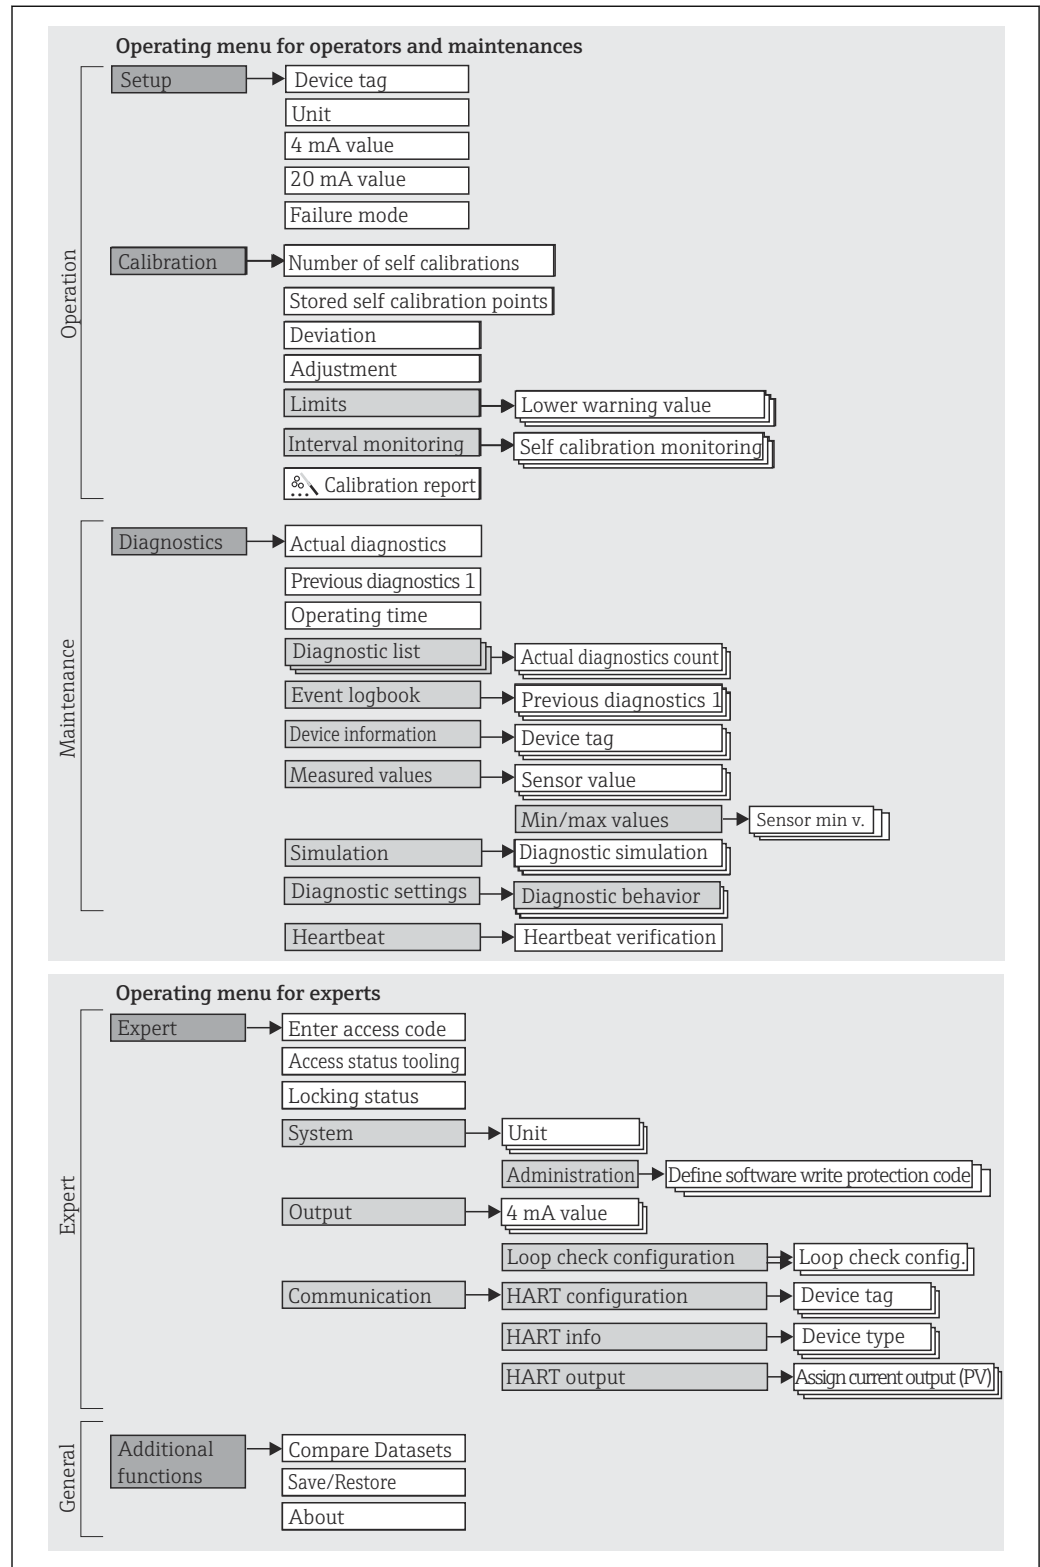 Operating menu for operators and maintenances
Operation
Setup
Device tag
Unit
4 mA value
20 mA value
Failure mode
Calibration
Number of self calibrations
Stored self calibration points
Deviation
Adjustment
Limits
Lower warning value
Interval monitoring
Self calibration monitoring
Calibration report
Maintenance
Diagnostics
Actual diagnostics
Previous diagnostics 1
Operating time
Diagnostic list
Actual diagnostics count
Event logbook
Previous diagnostics 1
Device information
Device tag
Measured values
Sensor value
Min/max values
Sensor min v.
Simulation
Diagnostic simulation
Diagnostic settings
Diagnostic behavior
Heartbeat
Heartbeat verification
Operating menu for experts
Expert
Expert
Enter access code
Access status tooling
Locking status
System
Unit
Administration
Define software write protection code
Output
4 mA value
Loop check configuration
Loop check config.
Communication
HART configuration
Device tag
HART info
Device type
HART output
Assign current output (PV)
General
Additional
functions
Compare Datasets
Save/Restore
About